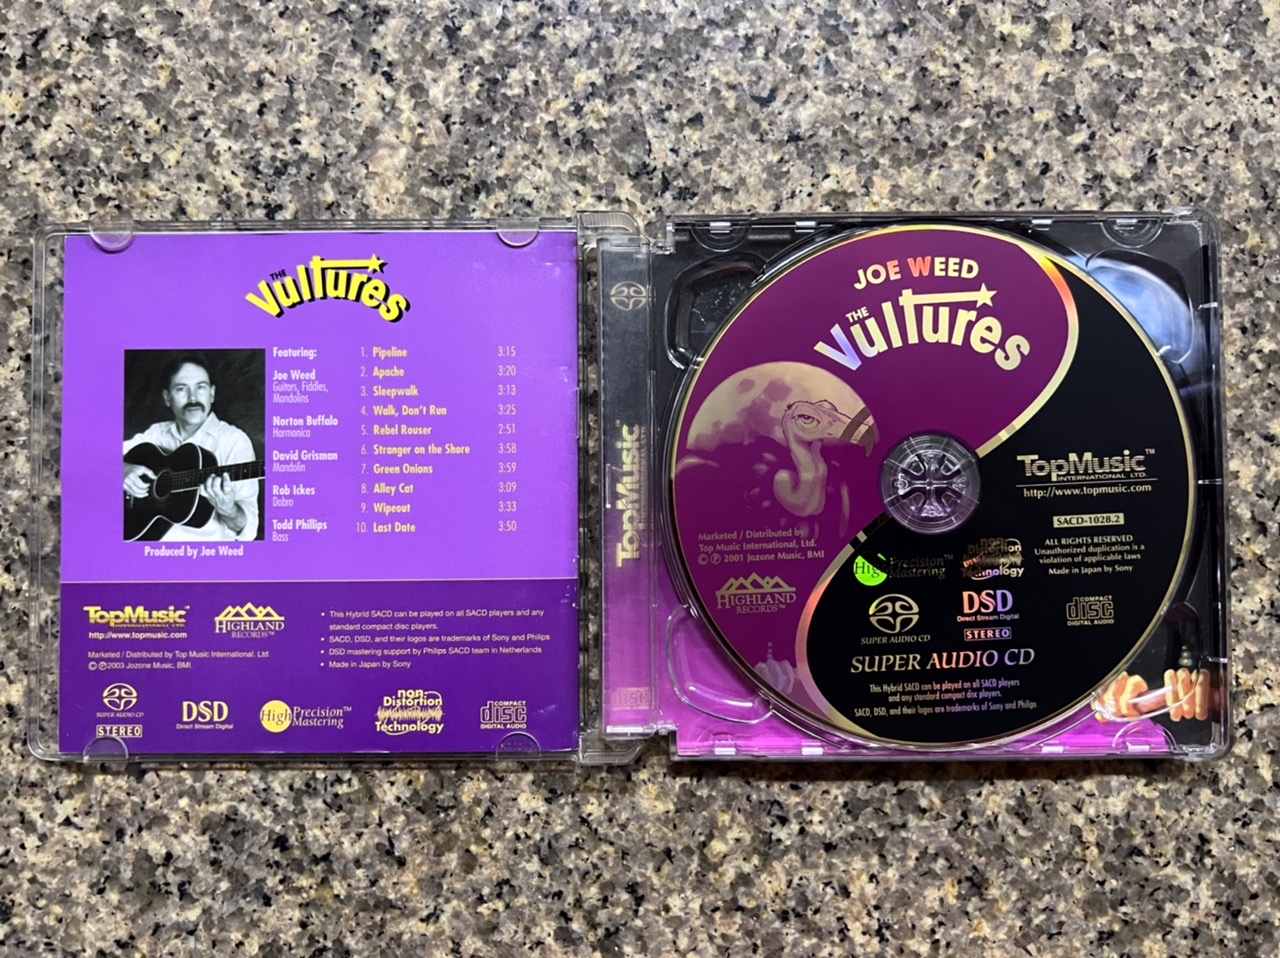 THE
Vultures
Featuring:
Joe Weed
Guitars, Fiddles,
Mandolins
Norton Buffalo
Harmonica
David Grisman
Mandolin
Rob Ickes
Dobro
Todd Phillips
Bass
1. Pipeline 3:15
2. Apache 3:20
3. Sleepwalk 3:13
4. Walk, Don't Run 3:25
5. Rebel Rouser 2:51
6. Stranger on the Shore 3:58
7. Green Onions 3:59
8. Alley Cat 3:09
9. Wipeout 3:33
10. Last Date 3:50
Produced by Joe Weed
TopMusic™
INTERNATIONAL LTD.
http://www.topmusic.com
HIGHLAND
RECORDS™
Marketed / Distributed by Top Music International, Ltd.
© ℗ 2003 Jozone Music, BMI.
• This Hybrid SACD can be played on all SACD players and any
standard compact disc players.
• SACD, DSD, and their logos are trademarks of Sony and Philips
• DSD mastering support by Philips SACD team in Netherlands
• Made in Japan by Sony
SUPER AUDIO CD
STEREO
DSD
Direct Stream Digital
High Precision™
Mastering
non-
Distortion
Technology
COMPACT
disc
DIGITAL AUDIO
TopMusic
disc
JOE WEED
THE
Vultures
TopMusic™
INTERNATIONAL LTD.
http://www.topmusic.com
SACD-1028.2
ALL RIGHTS RESERVED
Unauthorized duplication is a
violation of applicable laws
Made in Japan by Sony
Marketed / Distributed by
Top Music International, Ltd.
© ℗ 2001 Jozone Music, BMI
HIGHLAND
RECORDS™
High Precision™
Mastering
non-
Distortion
Technology
SUPER AUDIO CD
DSD
Direct Stream Digital
STEREO
COMPACT
disc
DIGITAL AUDIO
SUPER AUDIO CD
This Hybrid SACD can be played on all SACD players
and any standard compact disc players.
SACD, DSD, and their logos are trademarks of Sony and Philips